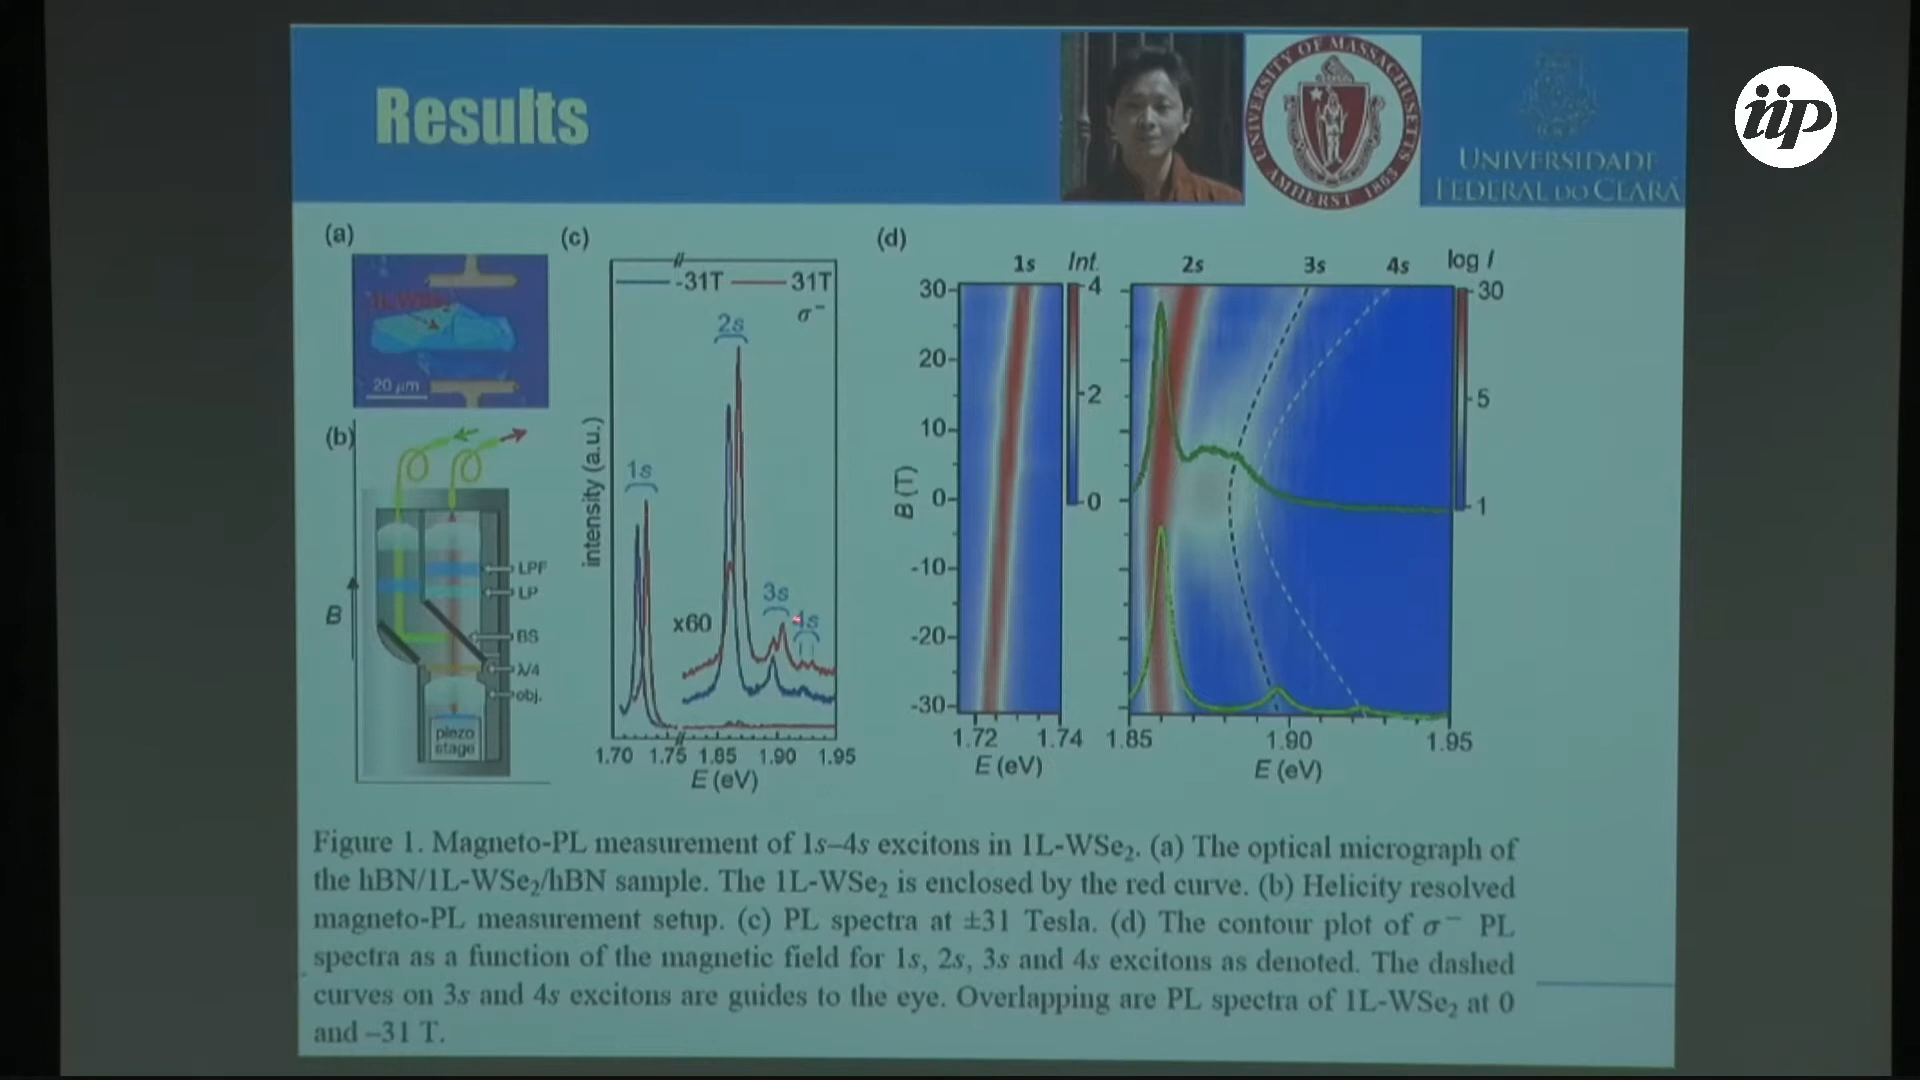 Results
UNIVERSITY OF MASSACHUSETTS
AMHERST 1863
UNIVERSIDADE
FEDERAL DO CEARÁ
iip
(a)
20 µm
(b)
B
LPF
LP
BS
λ/4
obj.
piezo
stage
(c)
-31T 31T
σ⁻
2s
1s
3s
4s
x60
intensity (a.u.)
1.70 1.75 1.85 1.90 1.95
E (eV)
(d)
1s Int. 2s 3s 4s log I
30 4 30
20
2 5
10
0 0 1
-10
-20
-30
B (T)
1.72 1.74 1.85 1.90 1.95
E (eV) E (eV)
Figure 1. Magneto-PL measurement of 1s–4s excitons in 1L-WSe₂. (a) The optical micrograph of
the hBN/1L-WSe₂/hBN sample. The 1L-WSe₂ is enclosed by the red curve. (b) Helicity resolved
magneto-PL measurement setup. (c) PL spectra at ±31 Tesla. (d) The contour plot of σ⁻ PL
spectra as a function of the magnetic field for 1s, 2s, 3s and 4s excitons as denoted. The dashed
curves on 3s and 4s excitons are guides to the eye. Overlapping are PL spectra of 1L-WSe₂ at 0
and –31 T.